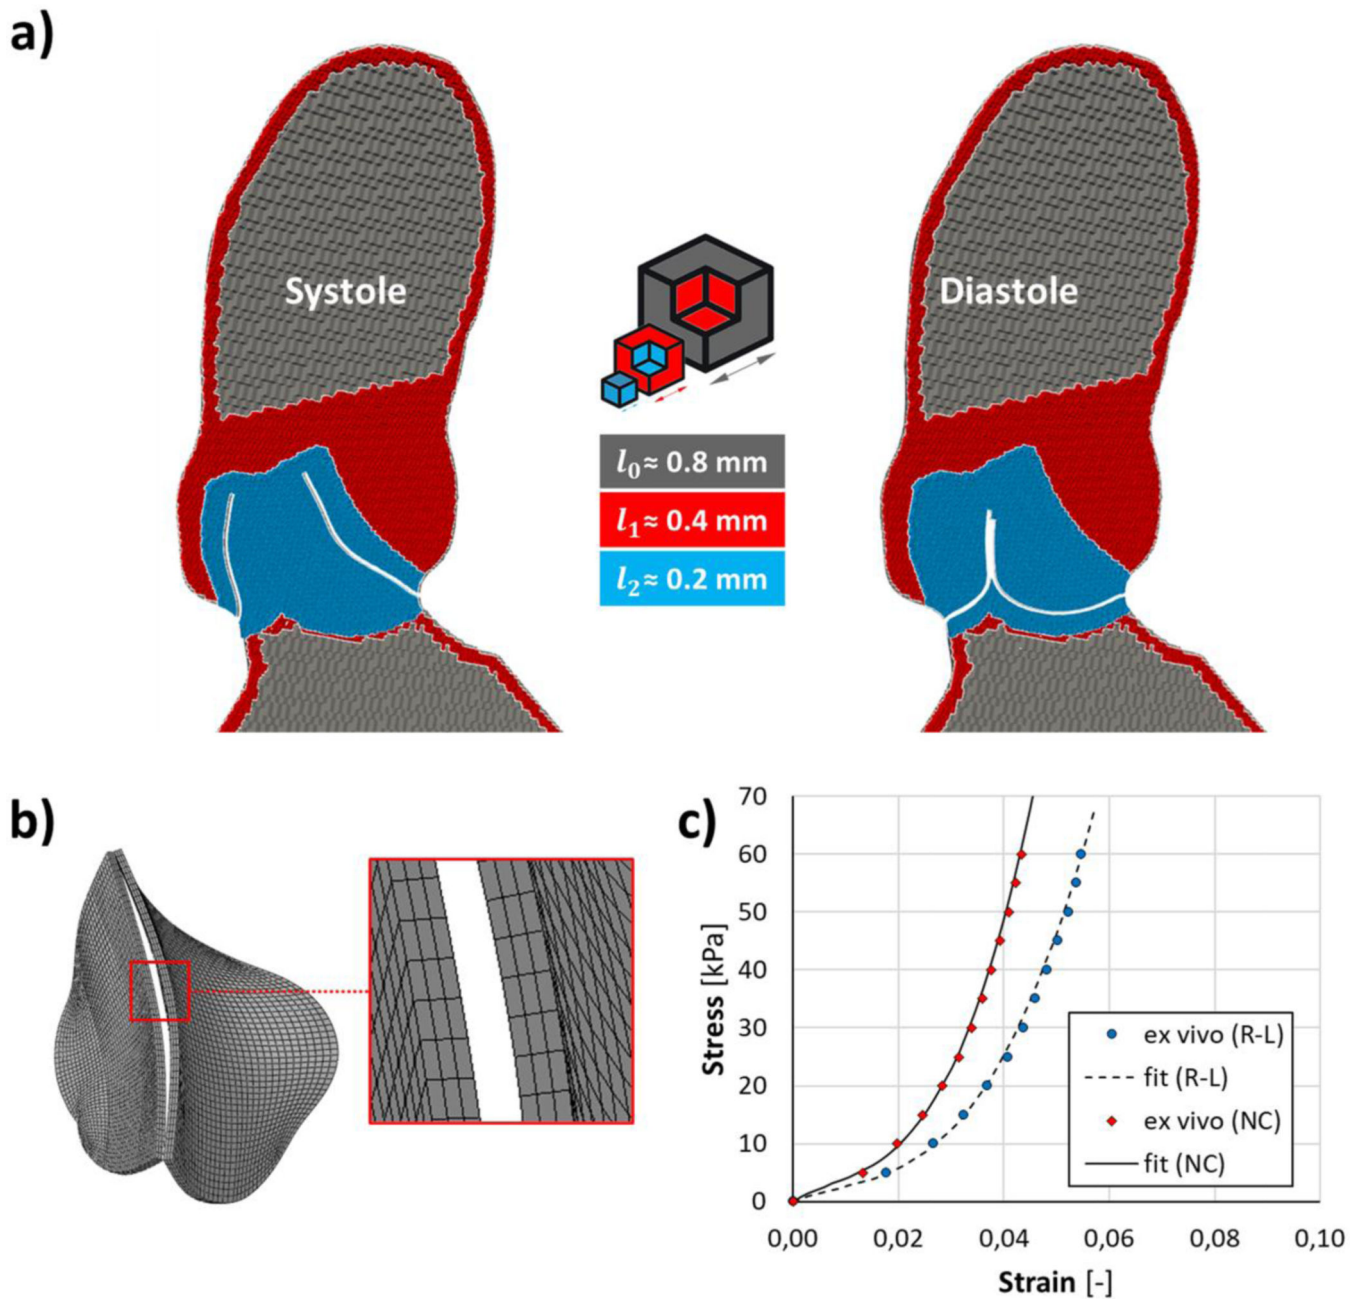 a)
Systole
Diastole
l₀≈ 0.8 mm
l₁≈ 0.4 mm
l₂≈ 0.2 mm
b)
c)
70
60
50
40
30
20
10
0
Stress [kPa]
ex vivo (R-L)
fit (R-L)
ex vivo (NC)
fit (NC)
0,00 0,02 0,04 0,06 0,08 0,10
Strain [-]